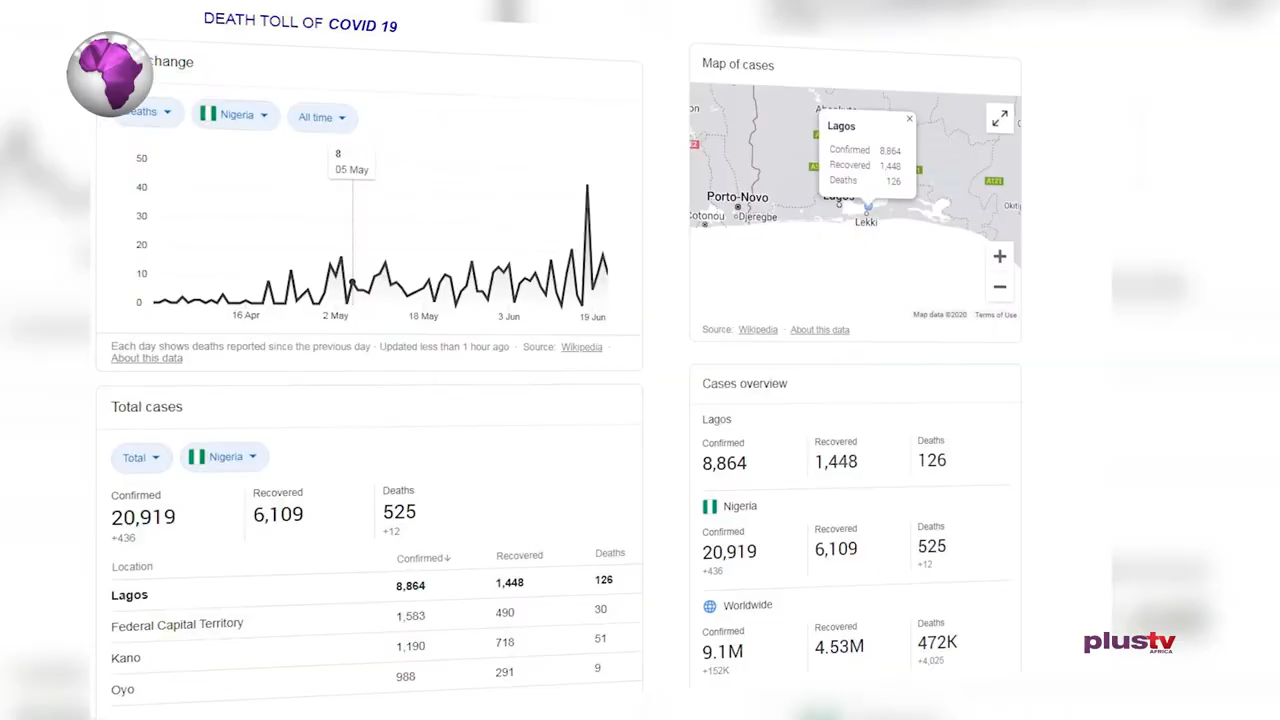 DEATH TOLL OF COVID 19
change
Deaths
Nigeria
All time
8
05 May
50
40
30
20
10
0
16 Apr
2 May
18 May
3 Jun
19 Jun
Each day shows deaths reported since the previous day · Updated less than 1 hour ago · Source: Wikipedia ·
About this data
Total cases
Total
Nigeria
Confirmed
20,919
+436
Recovered
6,109
Deaths
525
+12
Location Confirmed↓ Recovered Deaths
Lagos 8,864 1,448 126
Federal Capital Territory 1,583 490 30
Kano 1,190 718 51
Oyo 988 291 9
Map of cases
Lagos
Confirmed 8,864
Recovered 1,448
Deaths 126
A121
Porto-Novo
Cotonou
Djeregbe
Lagos
Lekki
Map data ©2020 Terms of Use
Source: Wikipedia · About this data
Cases overview
Lagos
Confirmed
8,864
Recovered
1,448
Deaths
126
Nigeria
Confirmed
20,919
+436
Recovered
6,109
Deaths
525
+12
Worldwide
Confirmed
9.1M
+152K
Recovered
4.53M
Deaths
472K
+4,025
plustv
AFRICA